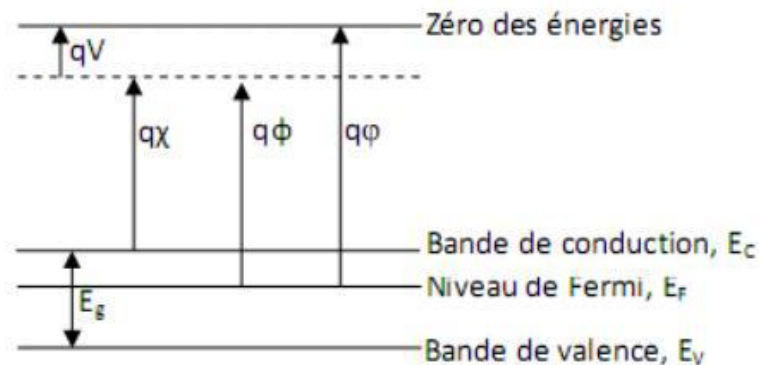 Zéro des énergies
qV
qχ
qф
qφ
Bande de conduction, EC
Niveau de Fermi, EF
Eg
Bande de valence, EV